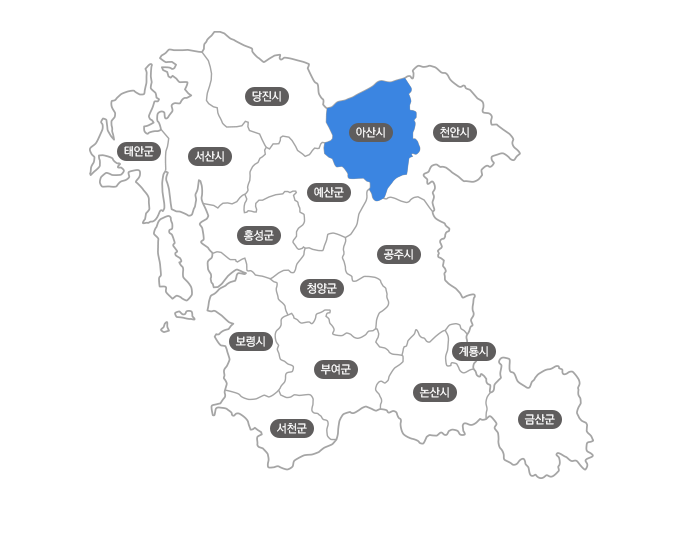 당진시
아산시
천안시
태안군
서산시
예산군
홍성군
공주시
청양군
보령시
계룡시
부여군
논산시
금산군
서천군